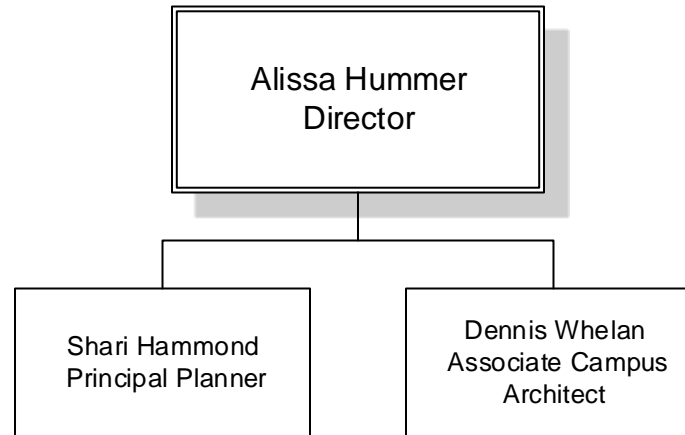 Alissa Hummer
Director
Shari Hammond
Principal Planner
Dennis Whelan
Associate Campus
Architect